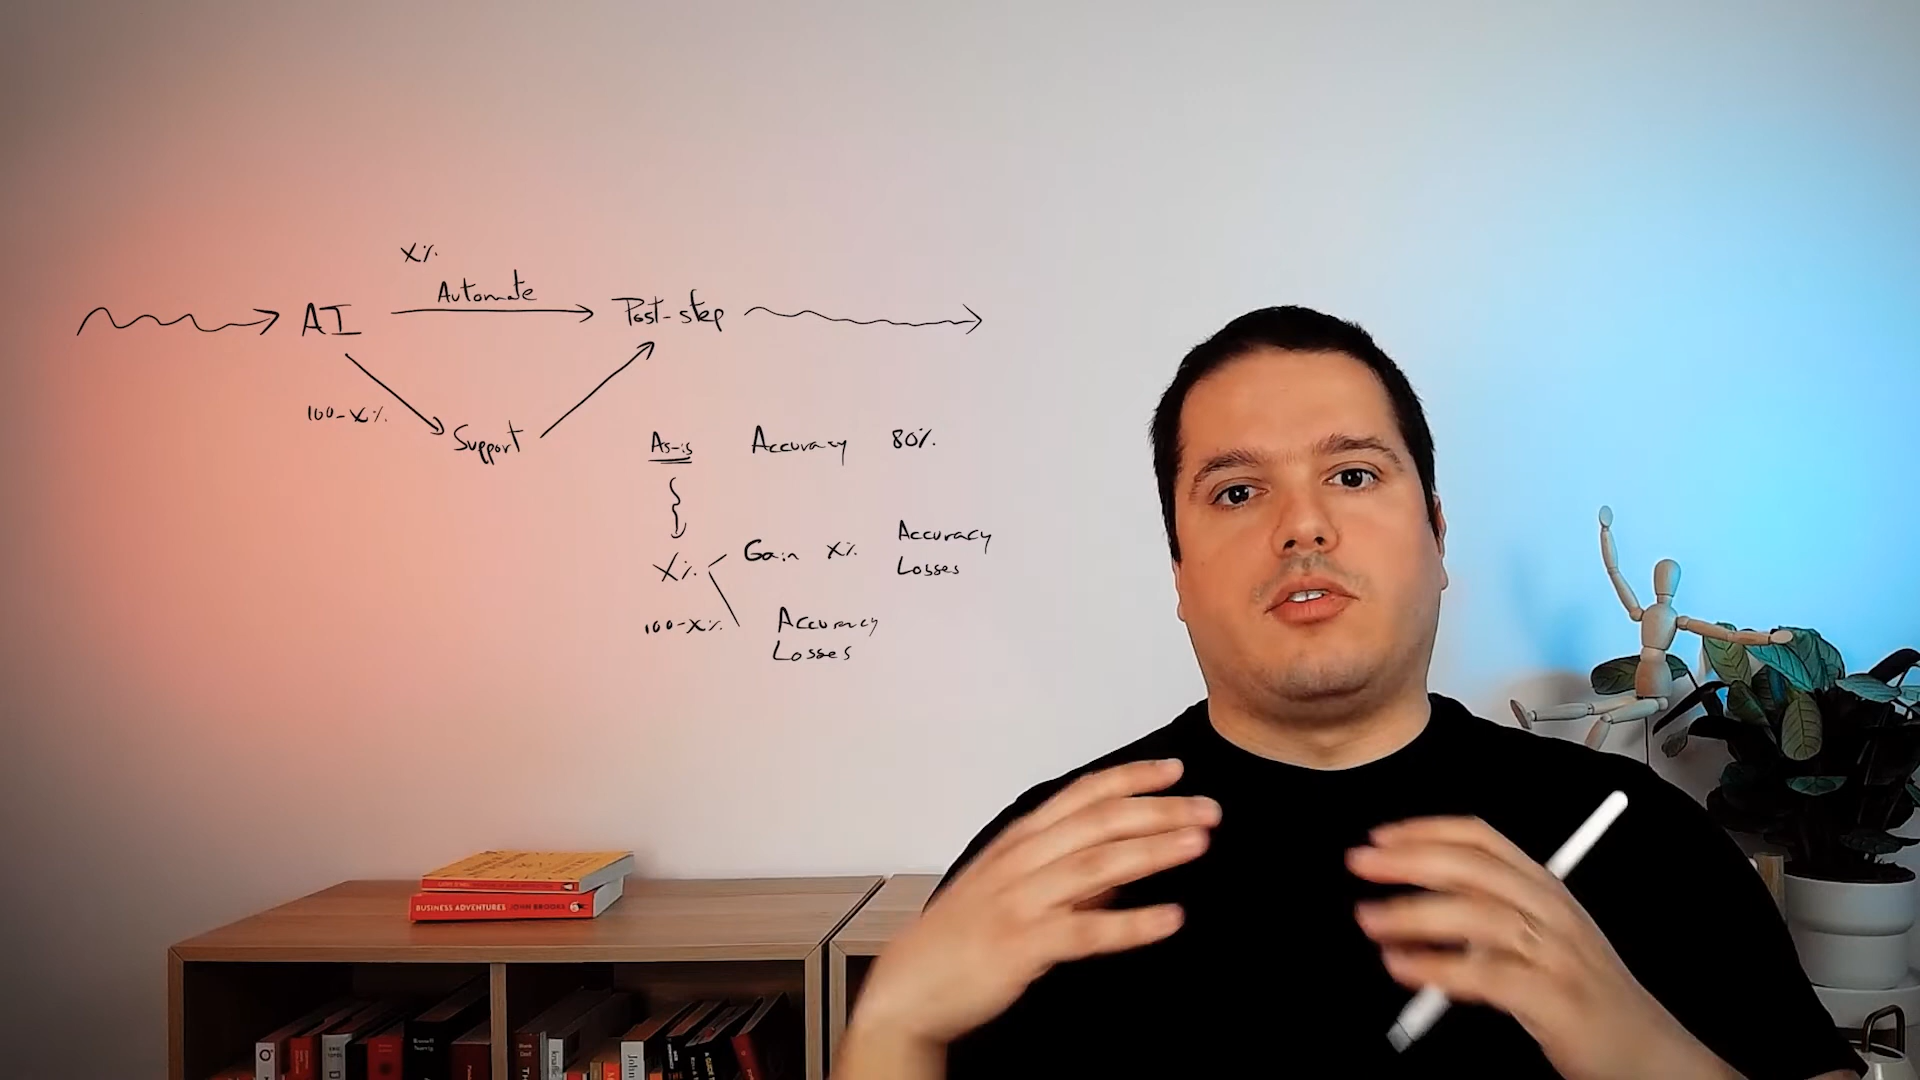 X%
Automate
AI
Post-step
100-X%
Support
As-is Accuracy 80%
X% Gain X% Accuracy Losses
100-X% Accuracy Losses
BUSINESS ADVENTURES JOHN BROOKS
John